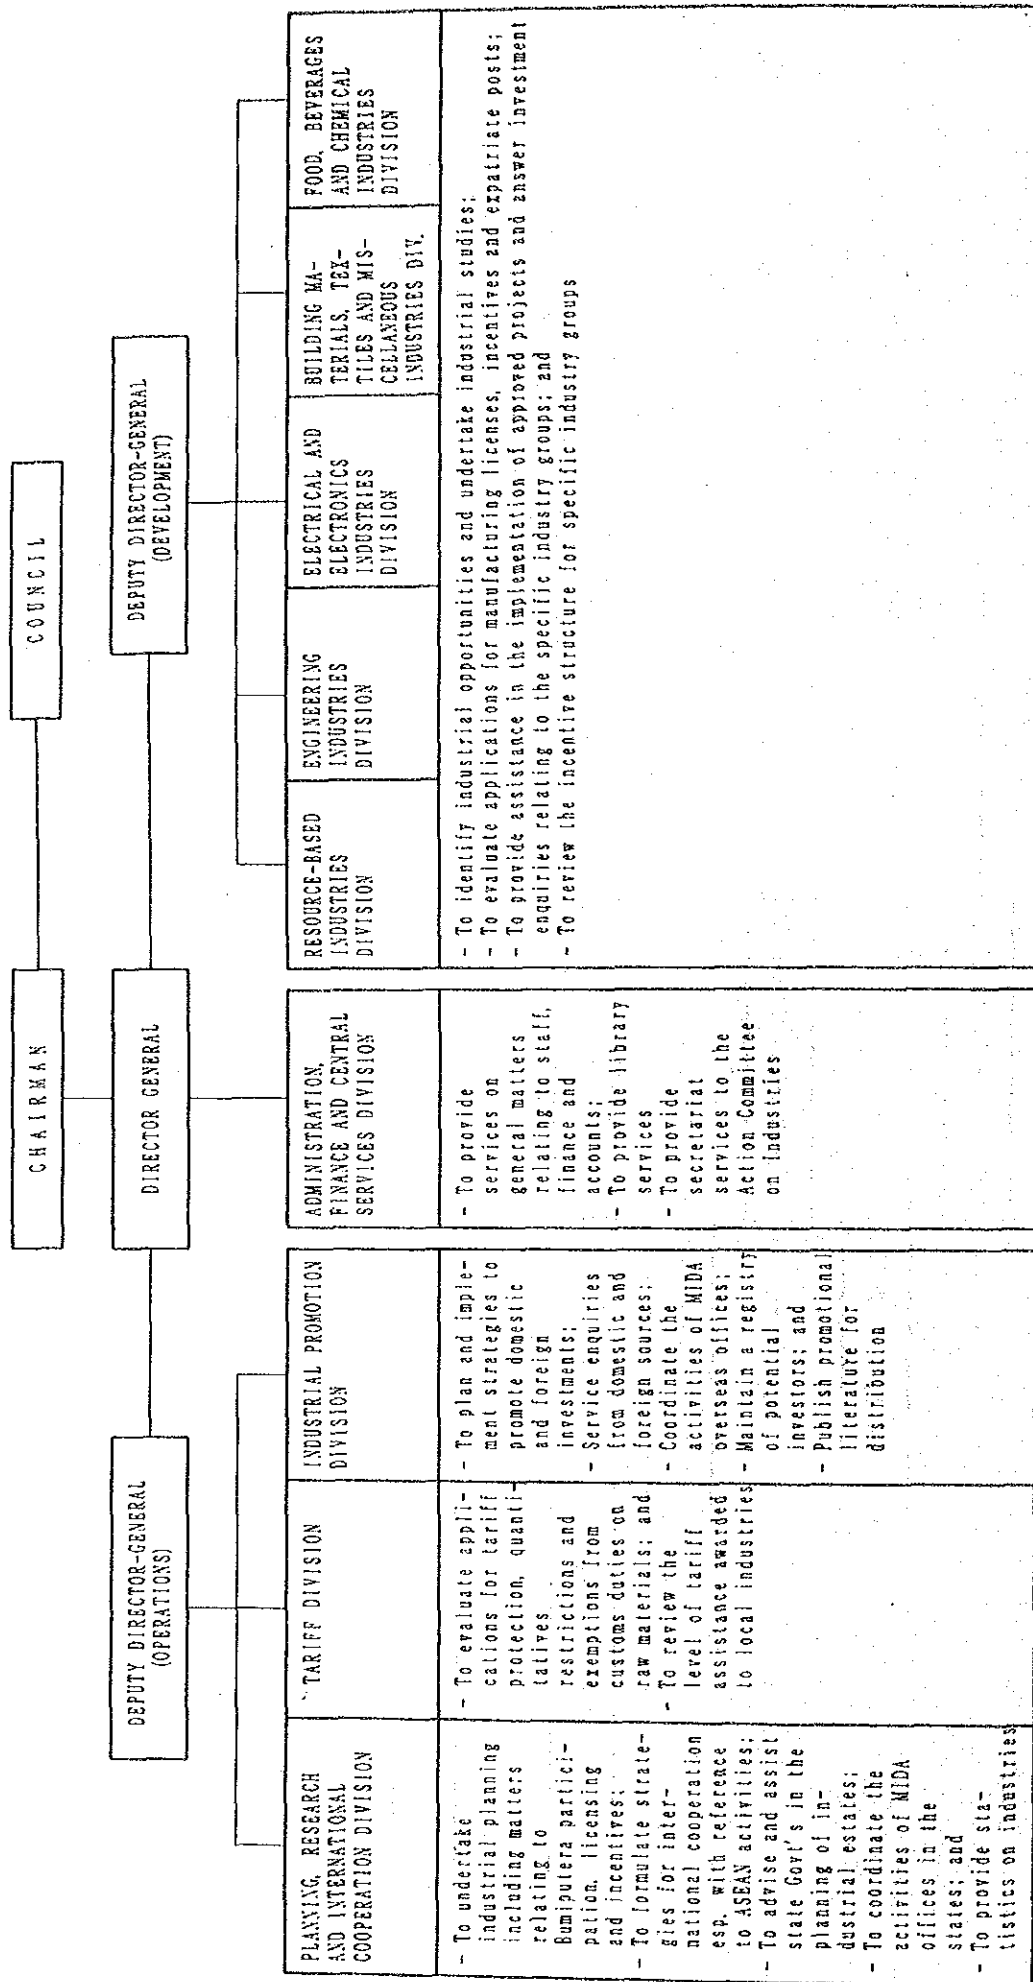 CHAIRMAN
COUNCIL
DEPUTY DIRECTOR-GENERAL
(OPERATIONS)
DIRECTOR GENERAL
DEPUTY DIRECTOR-GENERAL
(DEVELOPMENT)
PLANNING, RESEARCH
AND INTERNATIONAL
COOPERATION DIVISION
- To undertake
industrial planning
including matters
relating to
Bumiputera partici-
pation, licensing
and incentives;
- To formulate strate-
gies for inter-
national cooperation
esp. with reference
to ASEAN activities;
- To advise and assist
state Govt's in the
planning of in-
dustrial estates;
- To coordinate the
activities of MIDA
offices in the
states; and
- To provide sta-
tistics on industries
TARIFF DIVISION
- To evaluate appli-
cations for tariff
protection, quanti-
tatives
restrictions and
exemptions from
customs duties on
raw materials; and
- To review the
level of tariff
assistance awarded
to local industries
INDUSTRIAL PROMOTION
DIVISION
- To plan and imple-
ment strategies to
promote domestic
and foreign
investments;
- Service enquiries
from domestic and
foreign sources;
- Coordinate the
activities of MIDA
overseas offices;
- Maintain a registry
of potential
investors; and
- Publish promotional
literature for
distribution
ADMINISTRATION,
FINANCE AND CENTRAL
SERVICES DIVISION
- To provide
services on
general matters
relating to staff,
finance and
accounts;
- To provide library
services
- To provide
secretariat
services to the
Action Committee
on industries
RESOURCE-BASED
INDUSTRIES
DIVISION
ENGINEERING
INDUSTRIES
DIVISION
ELECTRICAL AND
ELECTRONICS
INDUSTRIES
DIVISION
BUILDING MA-
TERIALS, TEX-
TILES AND MIS-
CELLANEOUS
INDUSTRIES DIV.
FOOD, BEVERAGES
AND CHEMICAL
INDUSTRIES
DIVISION
- To identify industrial opportunities and undertake industrial studies;
- To evaluate applications for manufacturing licenses, incentives and expatriate posts;
- To provide assistance in the implementation of approved projects and answer investment
enquiries relating to the specific industry groups; and
- To review the incentive structure for specific industry groups